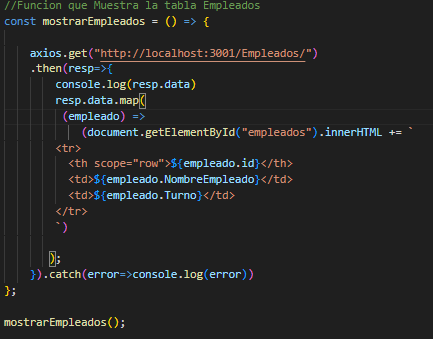 //Funcion que Muestra la tabla Empleados
const mostrarEmpleados = () => {
axios.get("http://localhost:3001/Empleados/")
.then(resp=>{
console.log(resp.data)
resp.data.map(
(empleado) =>
(document.getElementById("empleados").innerHTML += `
<tr>
<th scope="row">${empleado.id}</th>
<td>${empleado.NombreEmpleado}</td>
<td>${empleado.Turno}</td>
</tr>
`)
);
}).catch(error=>console.log(error))
};
mostrarEmpleados();